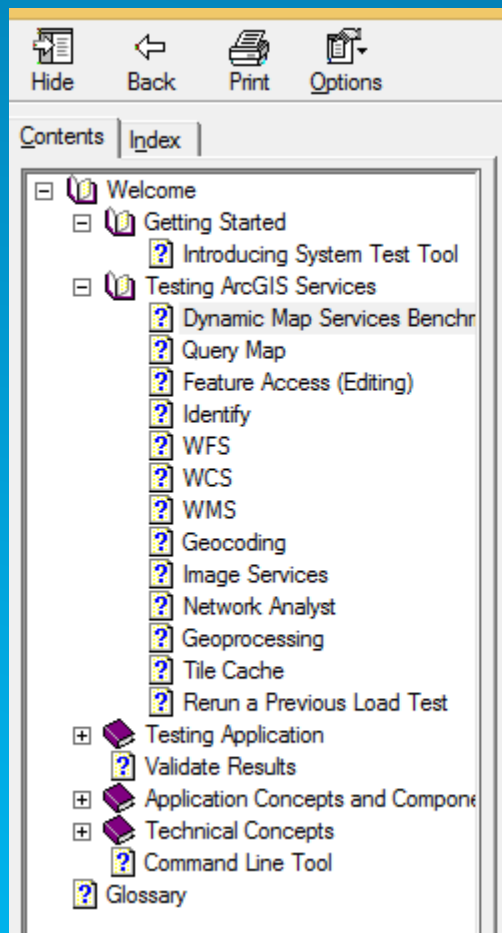 Hide Back Print Options
Contents Index
Welcome
Getting Started
Introducing System Test Tool
Testing ArcGIS Services
Dynamic Map Services Benchm
Query Map
Feature Access (Editing)
Identify
WFS
WCS
WMS
Geocoding
Image Services
Network Analyst
Geoprocessing
Tile Cache
Rerun a Previous Load Test
Testing Application
Validate Results
Application Concepts and Compone
Technical Concepts
Command Line Tool
Glossary